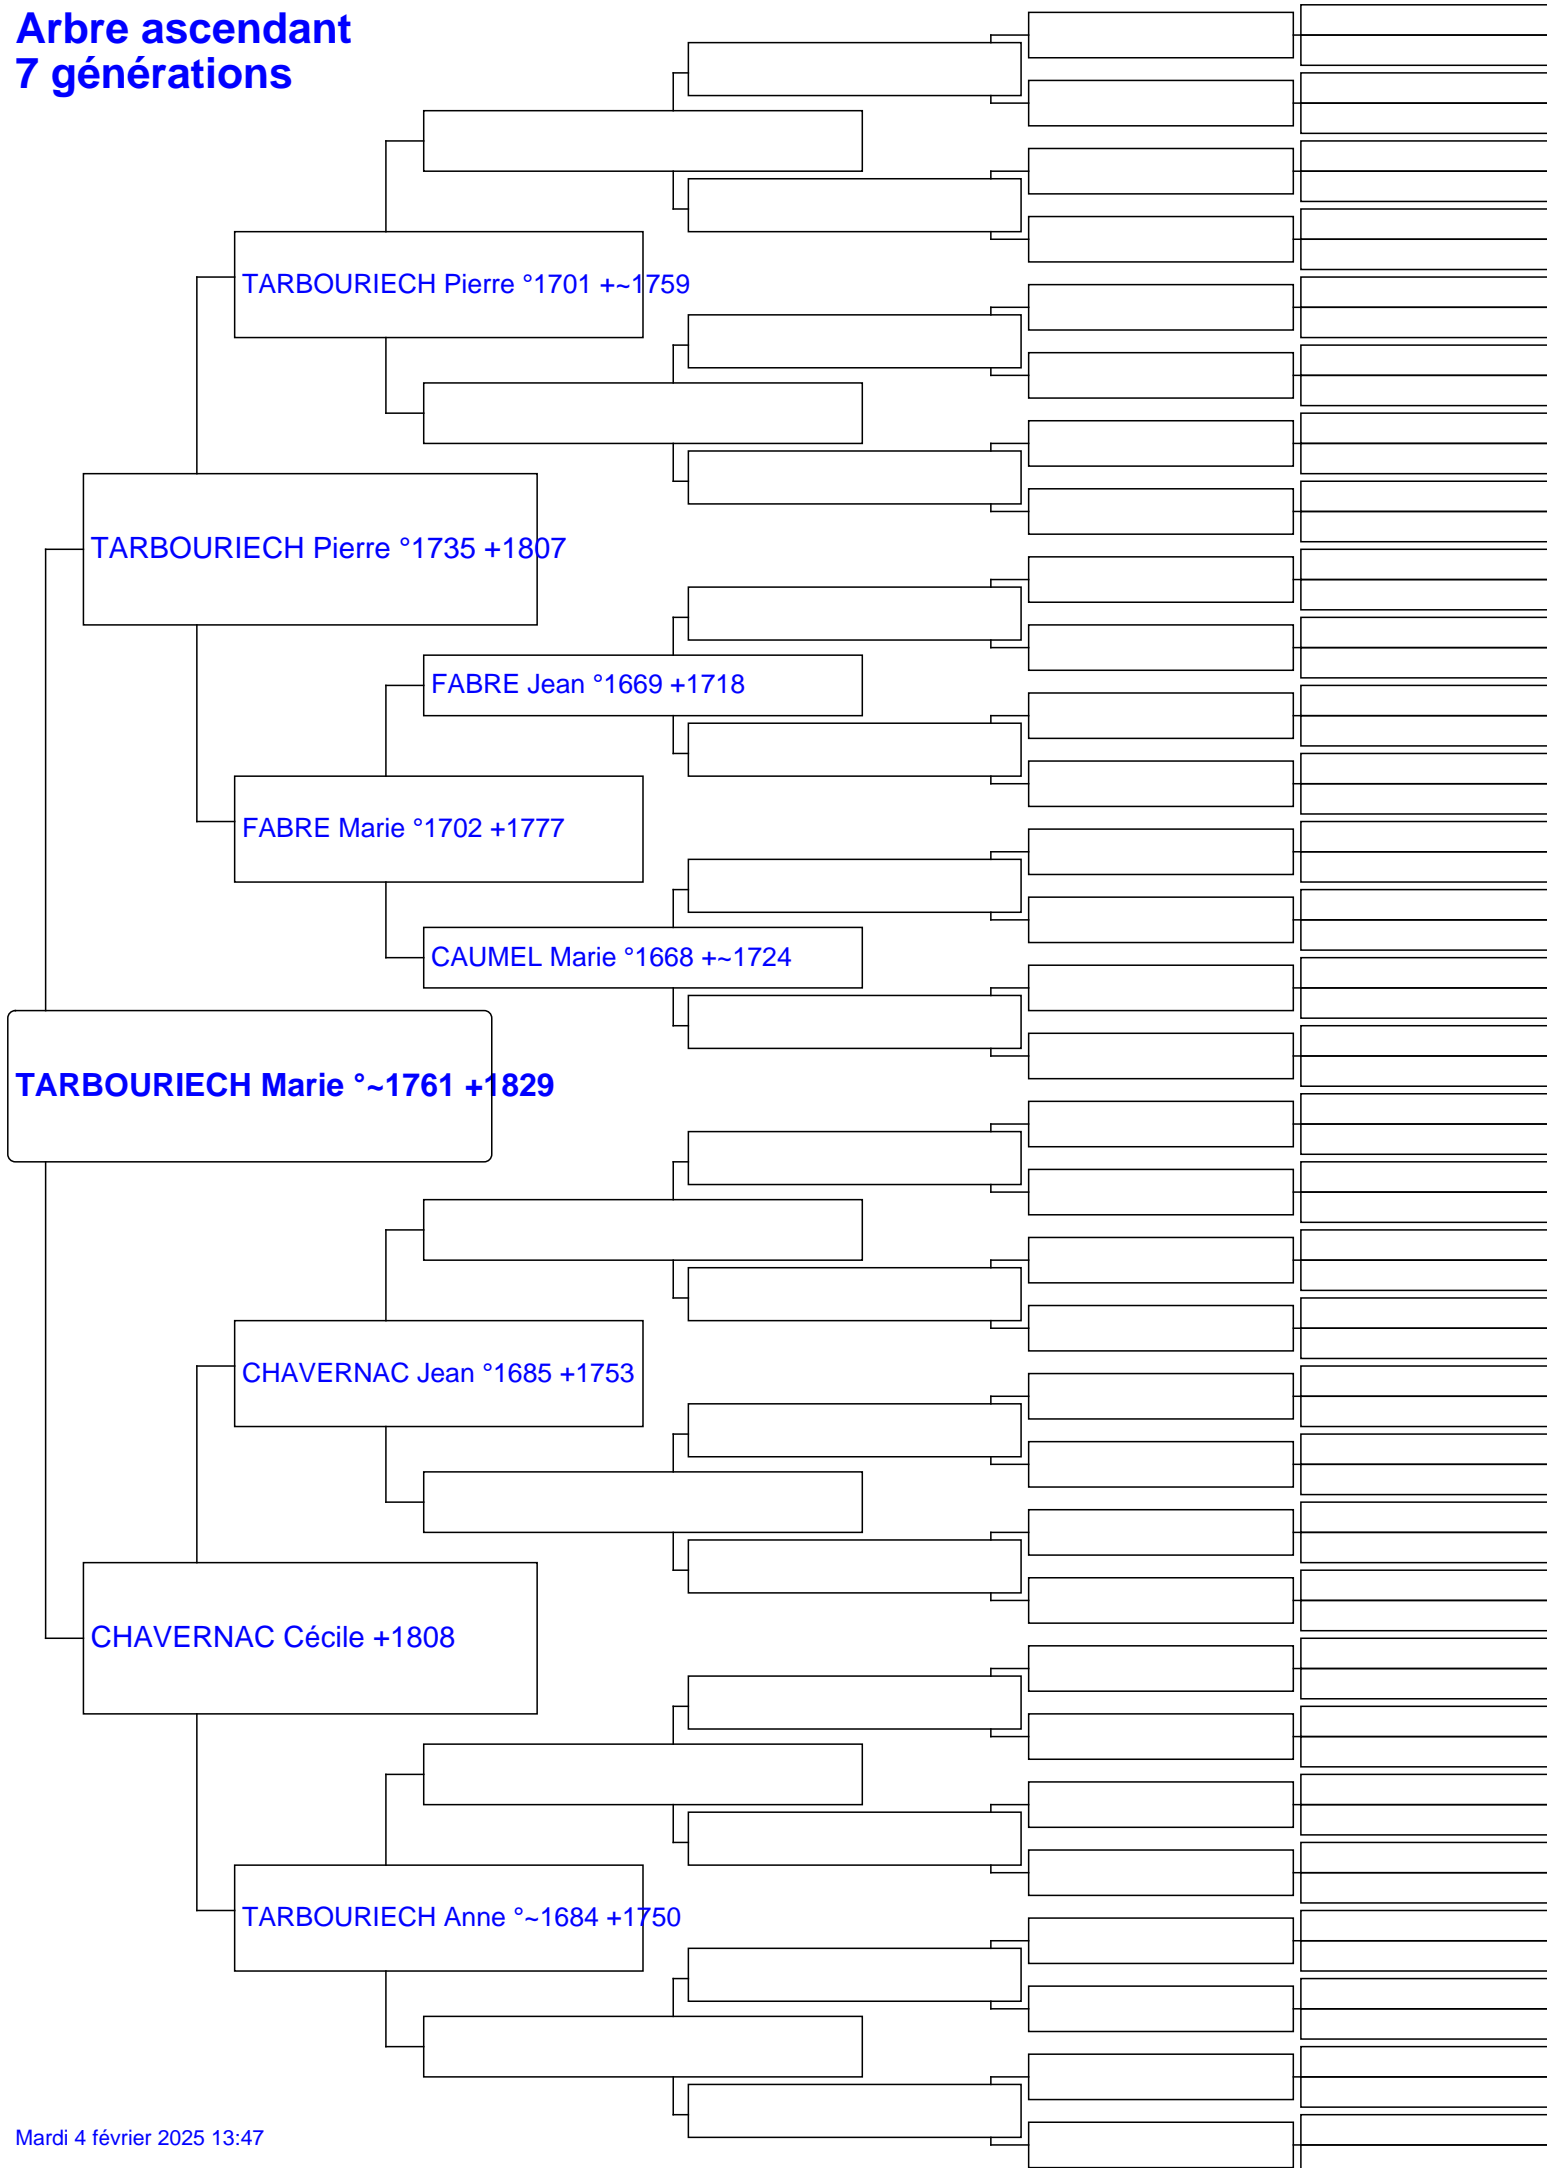 Arbre ascendant
7 générations
TARBOURIECH Pierre °1701 +~1759
TARBOURIECH Pierre °1735 +1807
FABRE Jean °1669 +1718
FABRE Marie °1702 +1777
CAUMEL Marie °1668 +~1724
TARBOURIECH Marie °~1761 +1829
CHAVERNAC Jean °1685 +1753
CHAVERNAC Cécile +1808
TARBOURIECH Anne °~1684 +1750
Mardi 4 février 2025 13:47